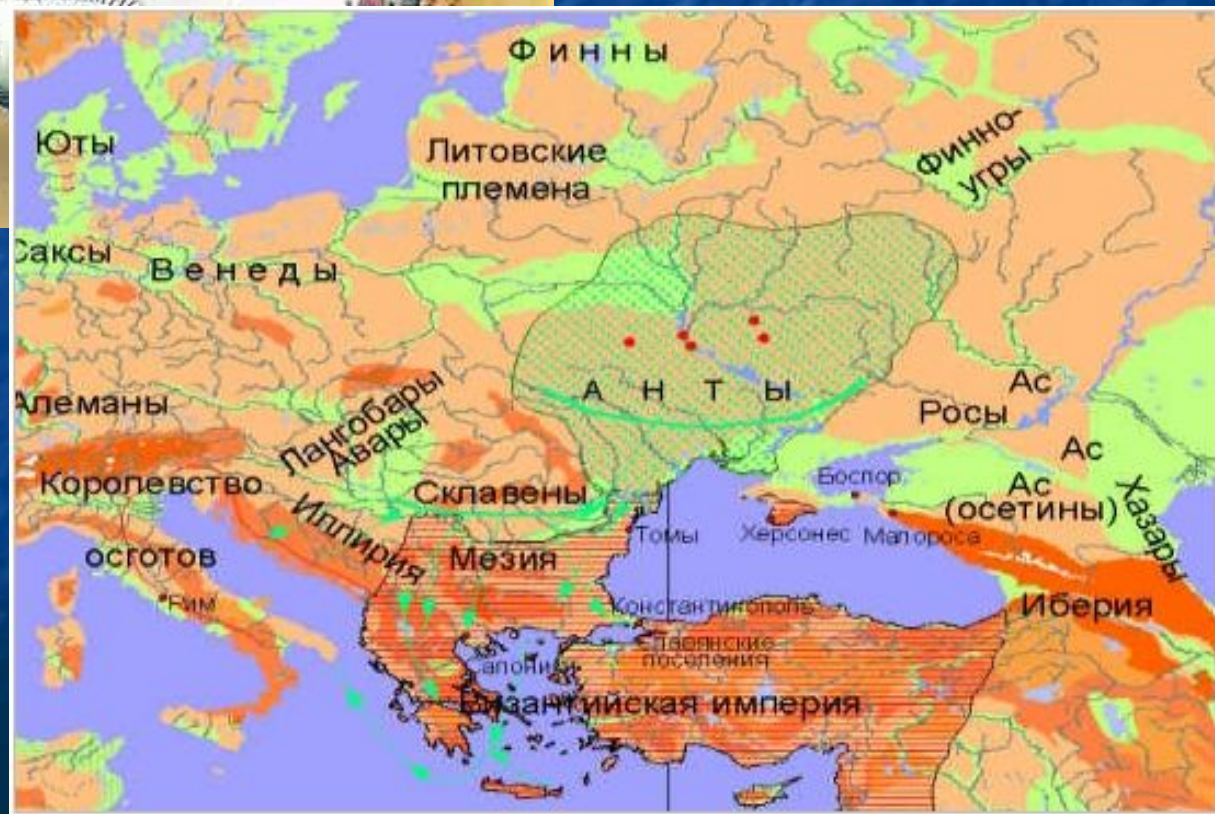 Финны
Юты
Литовские
племена
Финно-
угры
Саксы
Венеды
АНТЫ
Алеманы
Лангобары
Авары
Ас
Росы
Ас
Боспор
Королевство
Склавены
Ас
(осетины)
Хазары
Иллирия
Томы
Херсонес
Малороса
осготов
Мезия
Рим
Константинополь
Иберия
Славянские
поселения
Византийская империя